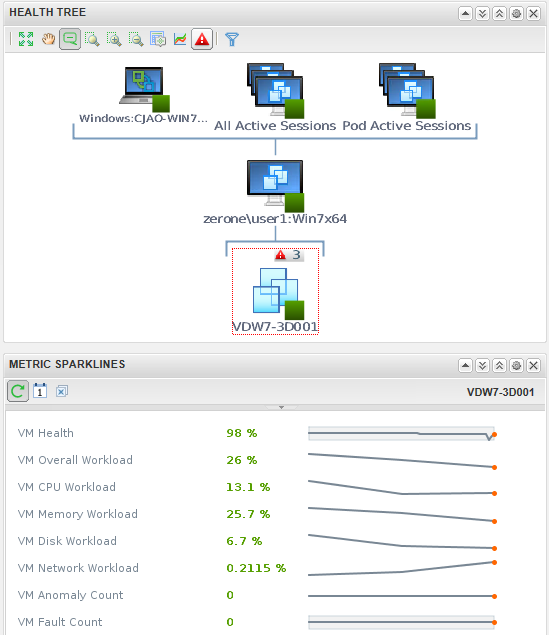 HEALTH TREE
1
Windows:CJAO-WIN7...
All Active Sessions
Pod Active Sessions
zerone\user1:Win7x64
3
VDW7-3D001
METRIC SPARKLINES
1
VDW7-3D001
VM Health 98 %
VM Overall Workload 26 %
VM CPU Workload 13.1 %
VM Memory Workload 25.7 %
VM Disk Workload 6.7 %
VM Network Workload 0.2115 %
VM Anomaly Count 0
VM Fault Count 0